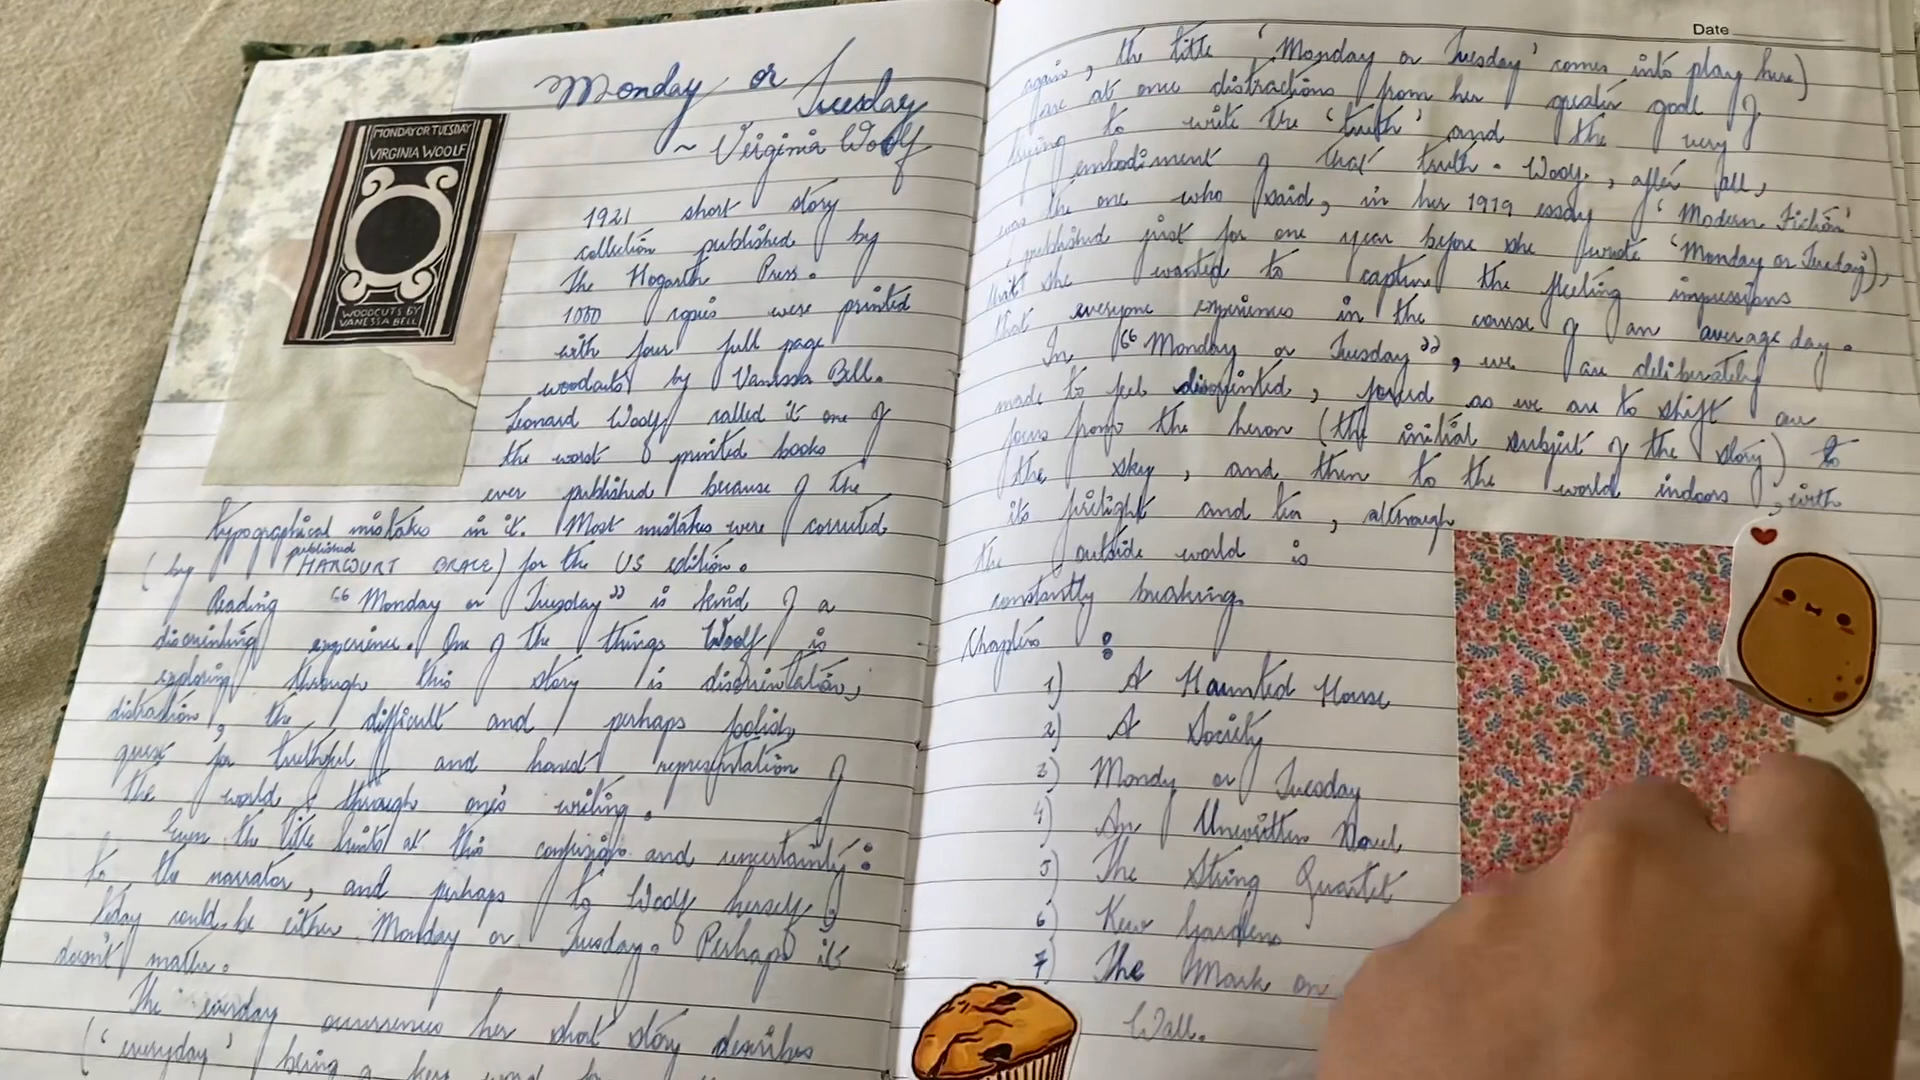 Monday or Tuesday
~ Virginia Woolf
MONDAY OR TUESDAY
VIRGINIA WOOLF
WOODCUTS BY
VANESSA BELL
1921 short story
collection published by
The Hogarth Press.
1000 copies were printed
with four full page
woodcuts by Vanessa Bell.
Leonard Woolf called it one of
the worst printed books
ever published because of the
typographical mistakes in it. Most mistakes were corrected
published
(by HARCOURT BRACE) for the US edition.
Reading "Monday or Tuesday" is kind of a
disorienting experience. One of the things Woolf is
exploring through this story is disorientation,
distraction, the difficult and perhaps
quest for truthful and honest representation of
the world through one's writing.
Even the title hints at this confusion and uncertainty:
to the narrator, and perhaps to Woolf herself,
today could be either Monday or Tuesday. Perhaps it
doesn't matter.
The everyday occurrences her short story describes
('everyday' being a key word
Date
again, the title 'Monday or Tuesday' comes into play here)
are at once distractions from her greater goal of
trying to write the 'truth' and the very
embodiment of that truth. Woolf, after all,
was the one who said, in her 1919 essay 'Modern Fiction'
(published just for one year before she wrote 'Monday or Tuesday'),
that she wanted to capture the fleeting impressions
that everyone experiences in the course of an average day.
In "Monday or Tuesday", we are deliberately
made to feel disoriented, forced as we are to shift our
focus from the heron (the initial subject of the story) to
the sky, and then to the world indoors, with
its firelight and tea, although
the outside world is
constantly breaking.
Chapters :
1) A Haunted House
2) A Society
3) Mondy or Tuesday
4) An Unwritten Novel
5) The String Quartet
6) Kew Gardens
7) The Mark on
Wall.